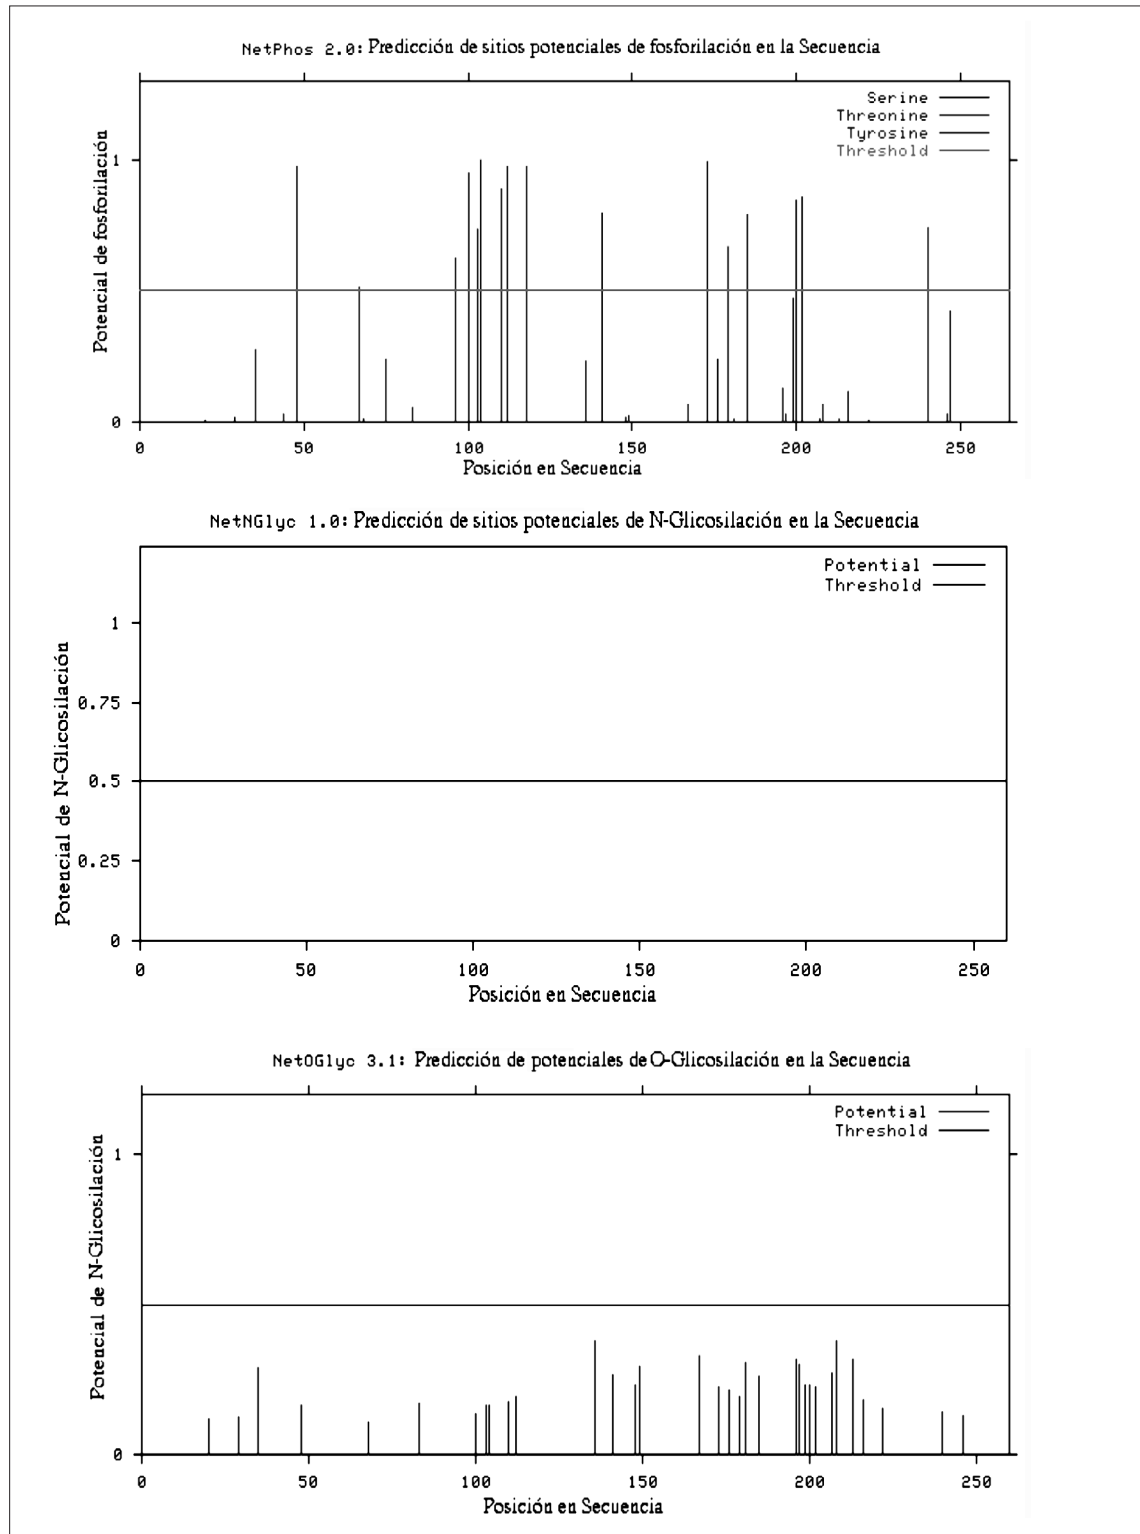 NetPhos 2.0: Predicción de sitios potenciales de fosforilación en la Secuencia
Serine
Threonine
Tyrosine
Threshold
Potencial de fosforilación
1
0
0 50 100 150 200 250
Posición en Secuencia
NetNGlyc 1.0: Predicción de sitios potenciales de N-Glicosilación en la Secuencia
Potential
Threshold
Potencial de N-Glicosilación
1
0.75
0.5
0.25
0
0 50 100 150 200 250
Posición en Secuencia
NetOGlyc 3.1: Predicción de potenciales de O-Glicosilación en la Secuencia
Potential
Threshold
Potencial de N-Glicosilación
1
0
0 50 100 150 200 250
Posición en Secuencia